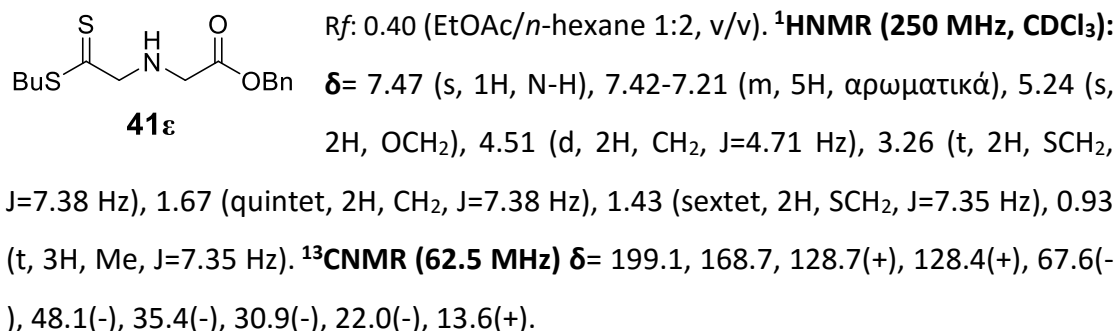 S
H
N
O
BuS
OBn
41ε
Rf: 0.40 (EtOAc/n-hexane 1:2, v/v). ¹HNMR (250 MHz, CDCl₃):
δ= 7.47 (s, 1H, N-H), 7.42-7.21 (m, 5H, αρωματικά), 5.24 (s,
2H, OCH₂), 4.51 (d, 2H, CH₂, J=4.71 Hz), 3.26 (t, 2H, SCH₂,
J=7.38 Hz), 1.67 (quintet, 2H, CH₂, J=7.38 Hz), 1.43 (sextet, 2H, SCH₂, J=7.35 Hz), 0.93
(t, 3H, Me, J=7.35 Hz). ¹³CNMR (62.5 MHz) δ= 199.1, 168.7, 128.7(+), 128.4(+), 67.6(-
), 48.1(-), 35.4(-), 30.9(-), 22.0(-), 13.6(+).